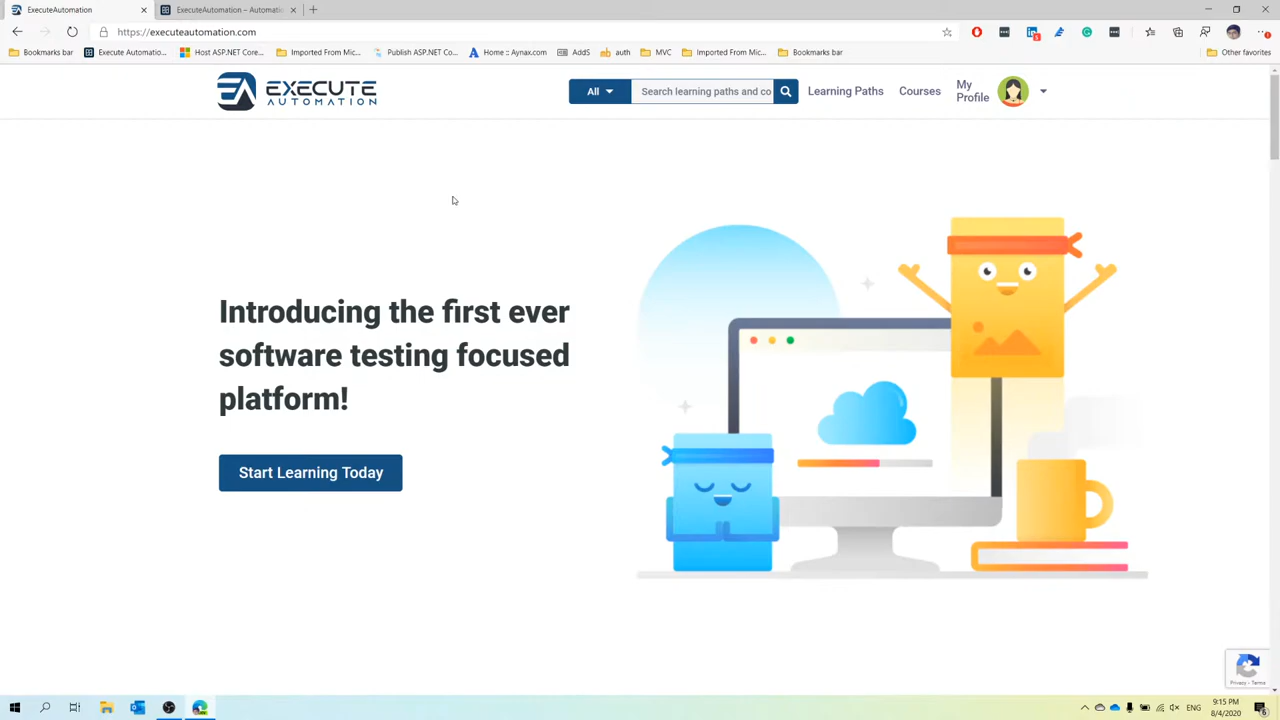 ExecuteAutomation
ExecuteAutomation – Automatio
https://executeautomation.com
Bookmarks bar
Execute Automatio...
Host ASP.NET Core...
Imported From Mic...
Publish ASP.NET Co...
Home :: Aynax.com
AddS
auth
MVC
Imported From Mic...
Bookmarks bar
Other favorites
EXECUTE
AUTOMATION
All
Search learning paths and co
Learning Paths
Courses
My
Profile
Introducing the first ever
software testing focused
platform!
Start Learning Today
Privacy - Terms
ENG
9:15 PM
8/4/2020